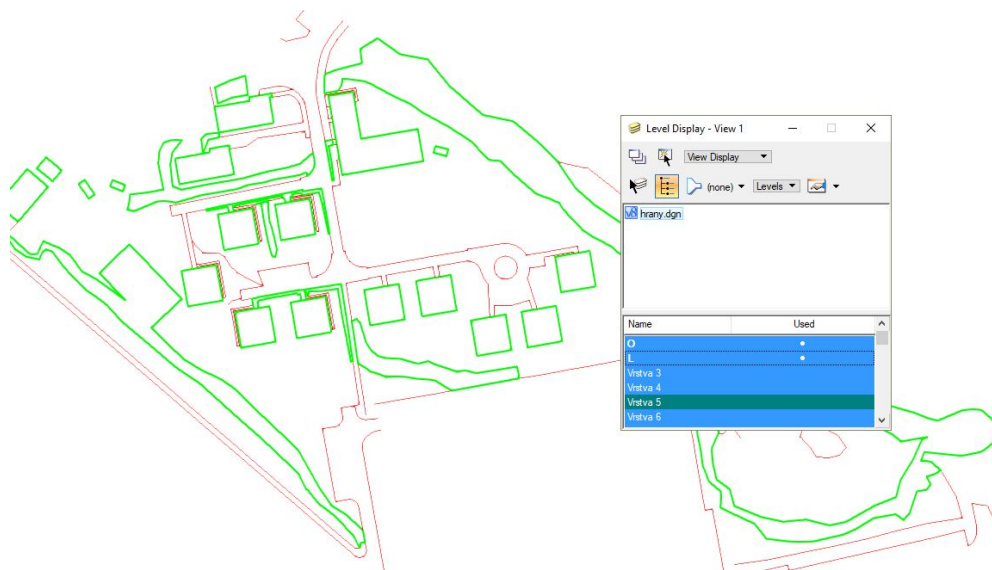 Level Display - View 1
View Display
(none)
Levels
hrany.dgn
Name Used
O
L
Vrstva 3
Vrstva 4
Vrstva 5
Vrstva 6